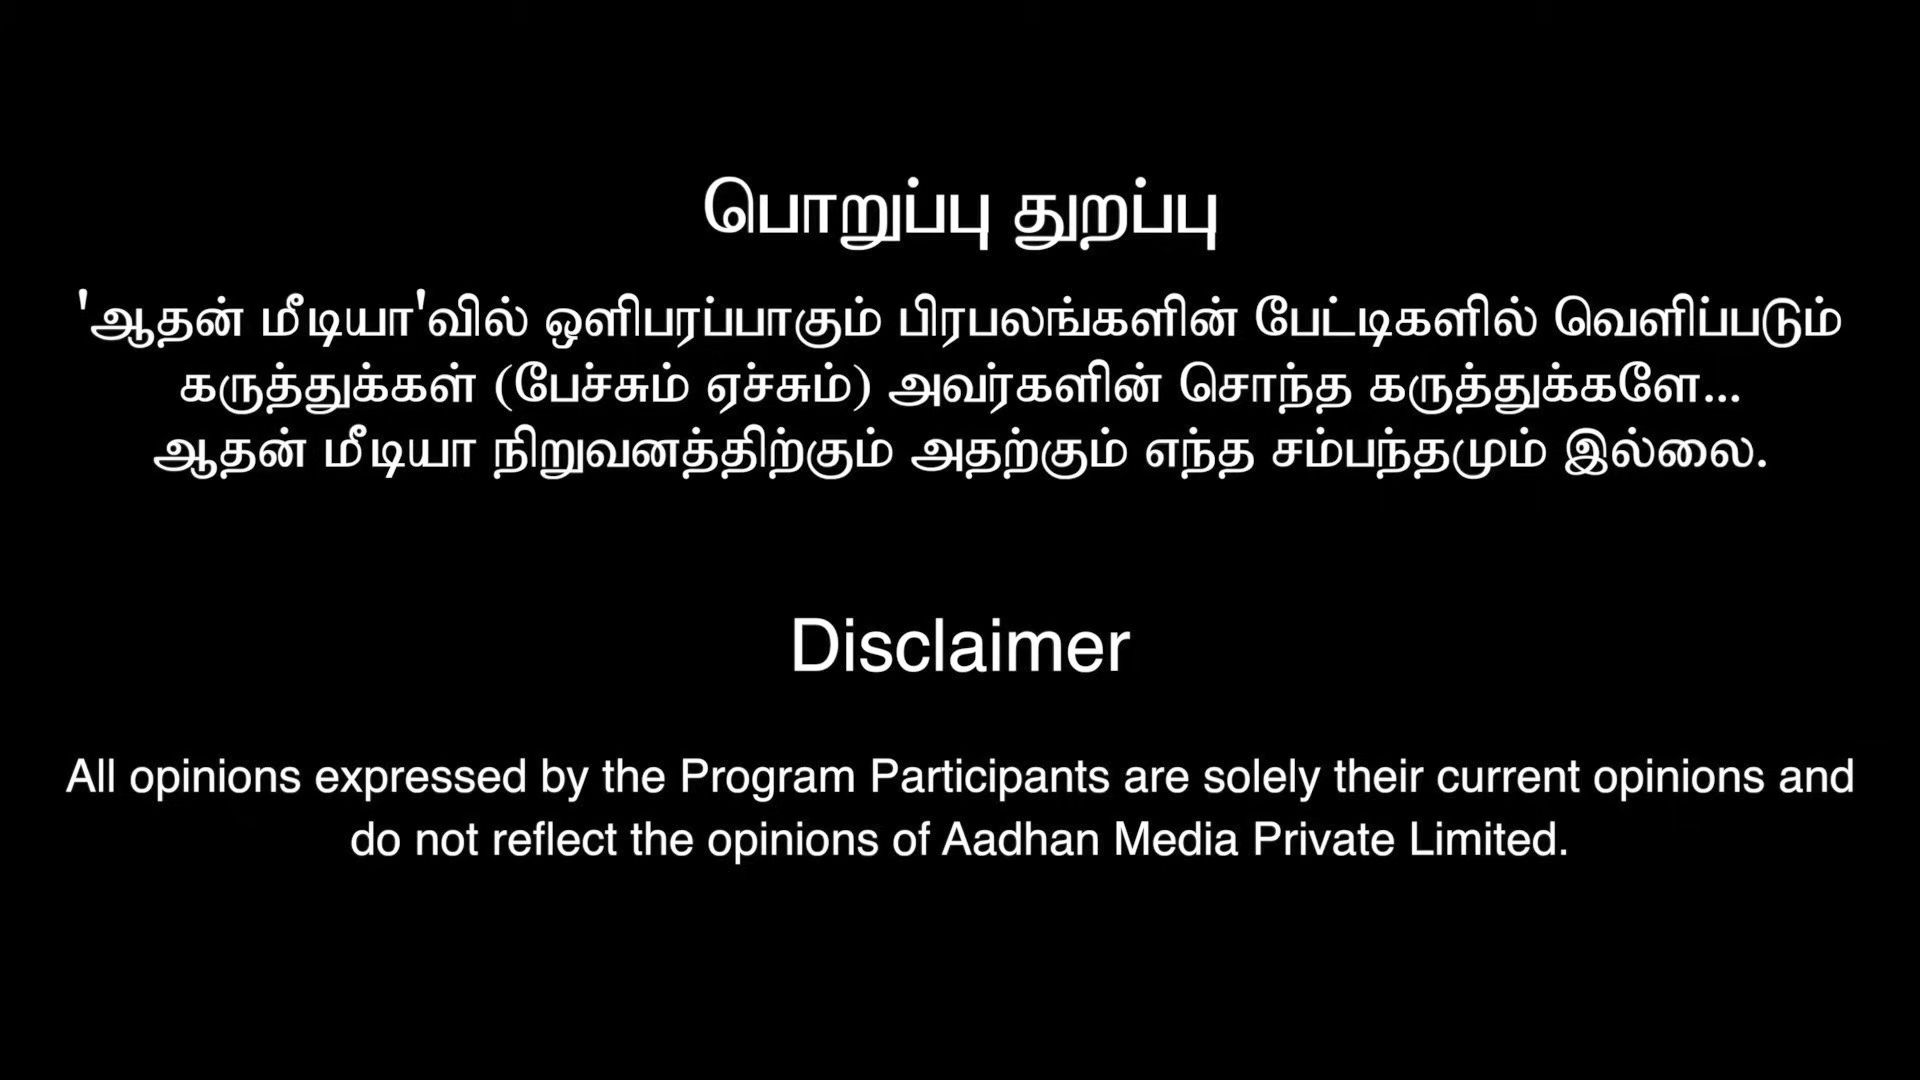 பொறுப்பு துறப்பு
'ஆதன் மீடியா'வில் ஒளிபரப்பாகும் பிரபலங்களின் பேட்டிகளில் வெளிப்படும்
கருத்துக்கள் (பேச்சும் ஏச்சும்) அவர்களின் சொந்த கருத்துக்களே...
ஆதன் மீடியா நிறுவனத்திற்கும் அதற்கும் எந்த சம்பந்தமும் இல்லை.
Disclaimer
All opinions expressed by the Program Participants are solely their current opinions and
do not reflect the opinions of Aadhan Media Private Limited.